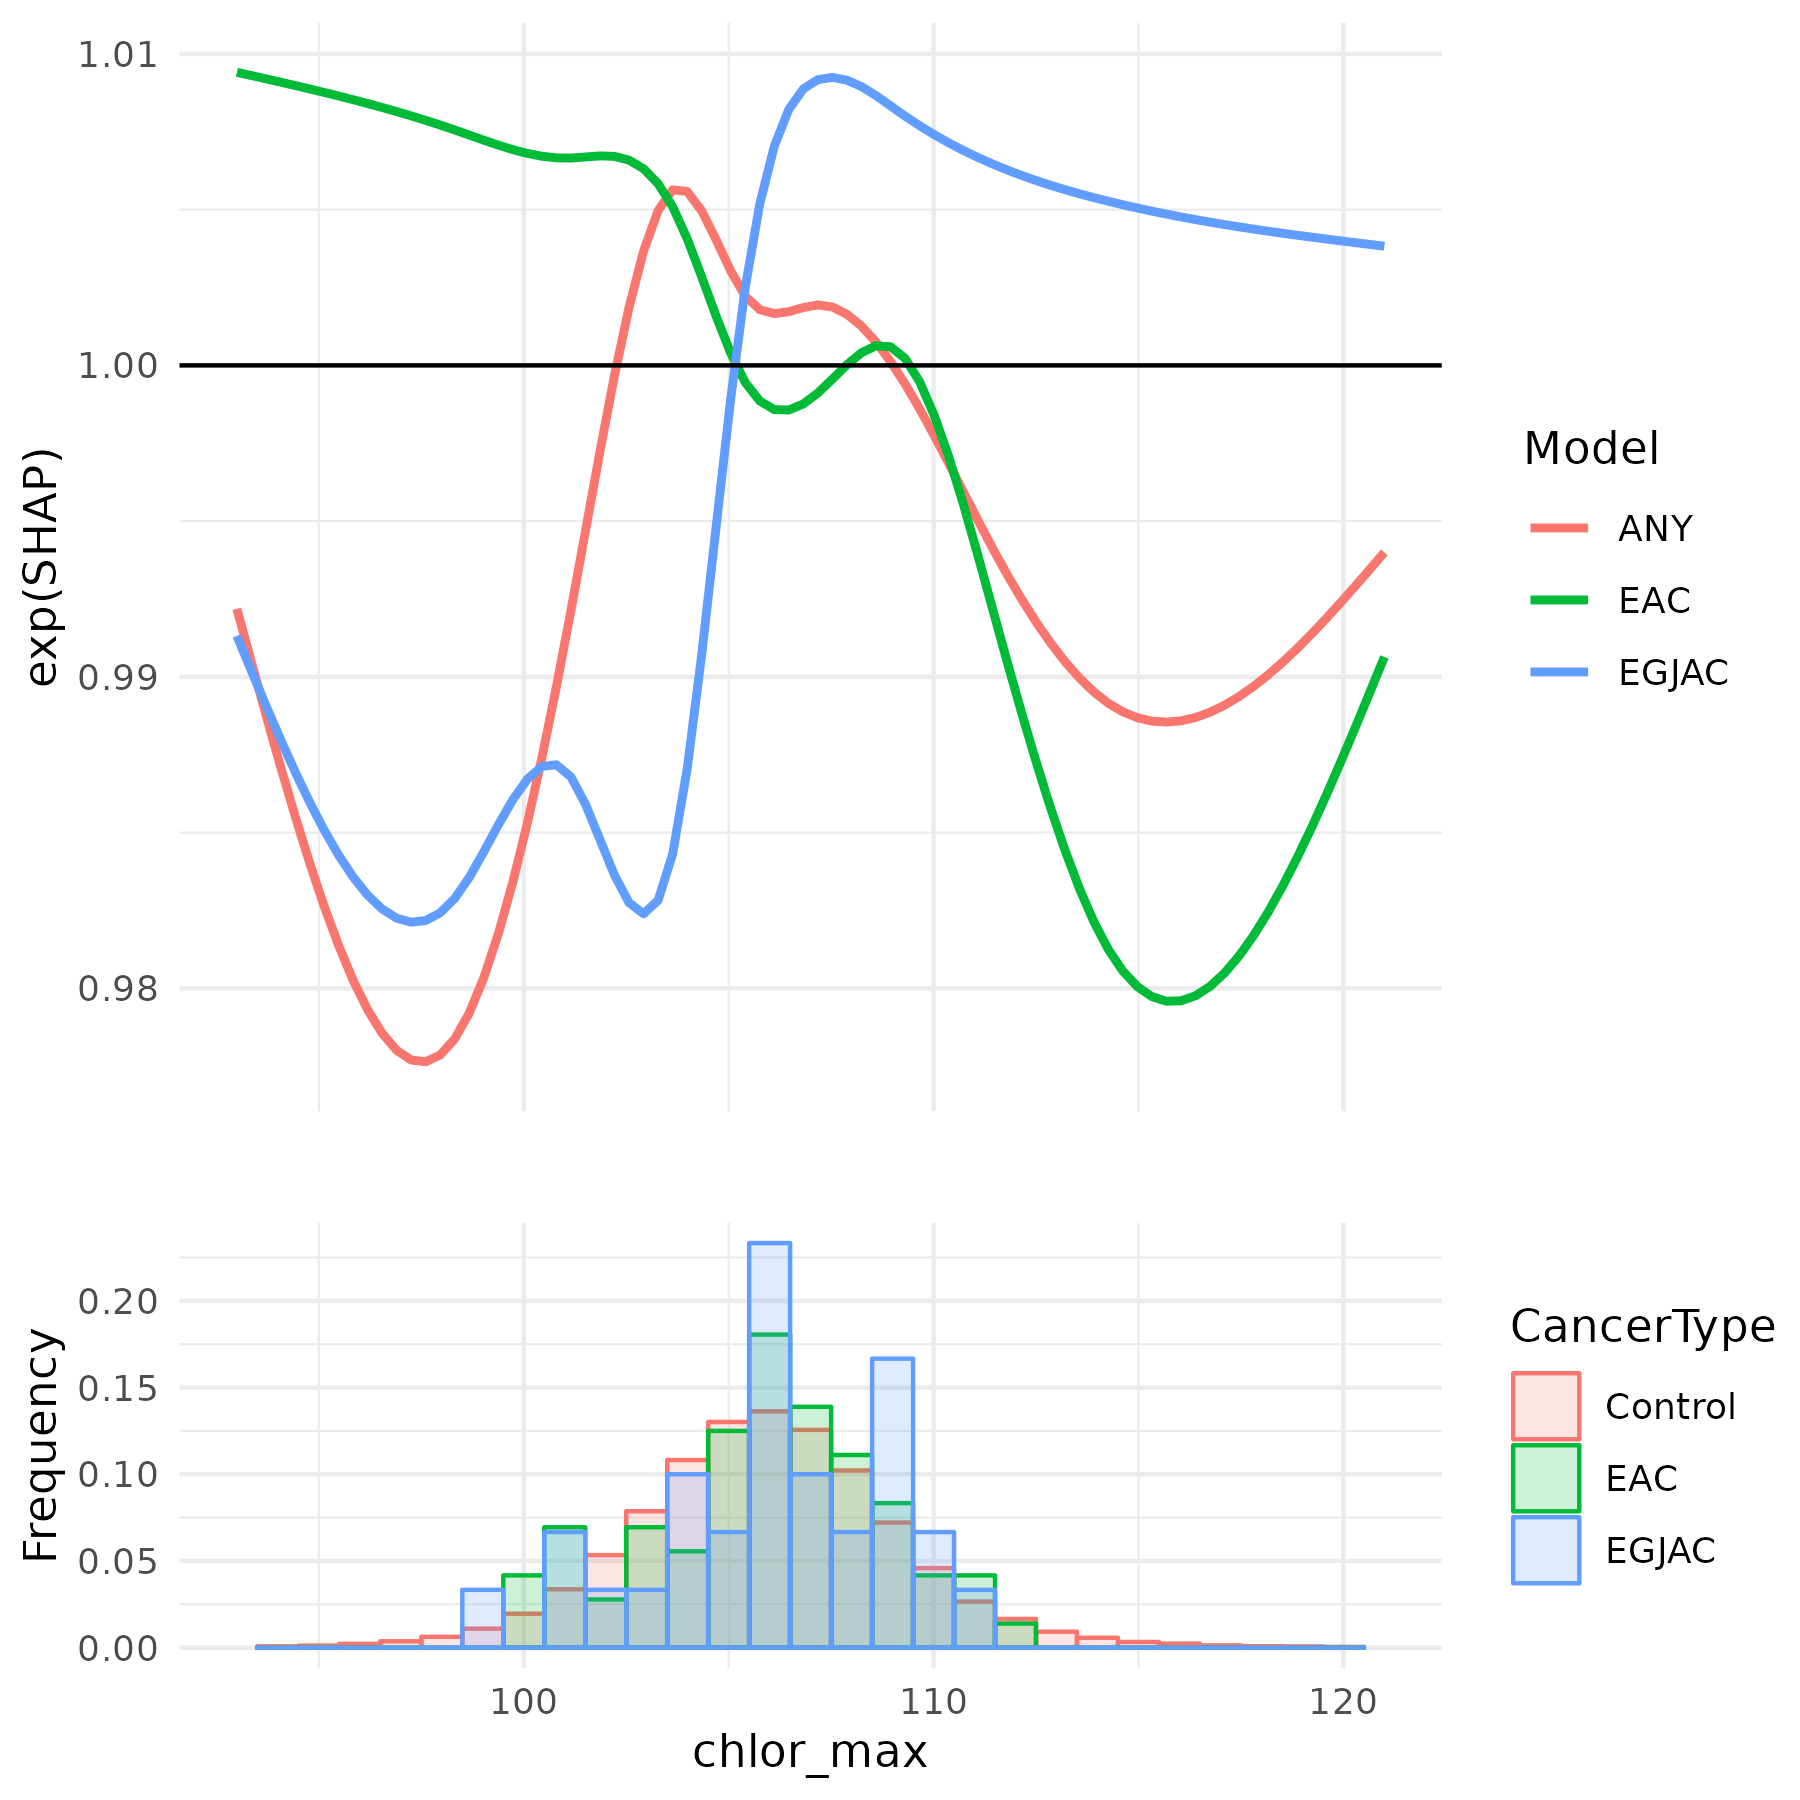 1.01
1.00
0.99
0.98
exp(SHAP)
Model
ANY
EAC
EGJAC
0.20
0.15
0.10
0.05
0.00
Frequency
100
110
120
chlor_max
CancerType
Control
EAC
EGJAC